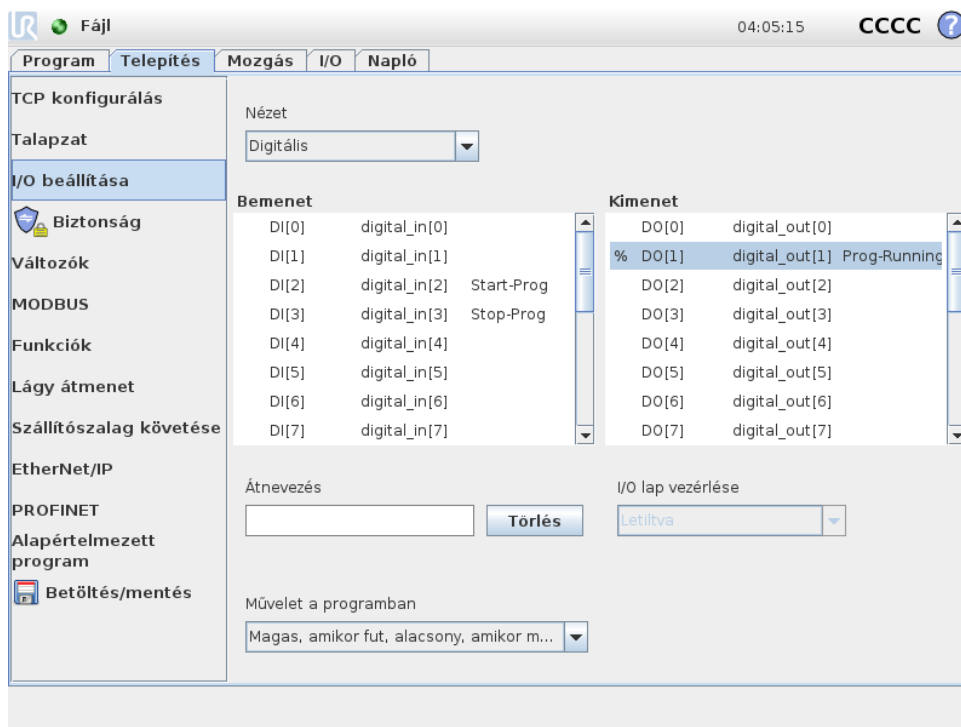 UR Fájl 04:05:15 CCCC ?
Program Telepítés Mozgás I/O Napló
TCP konfigurálás
Talapzat
I/O beállítása
Biztonság
Változók
MODBUS
Funkciók
Lágy átmenet
Szállítószalag követése
EtherNet/IP
PROFINET
Alapértelmezett
program
Betöltés/mentés
Nézet
Digitális
Bemenet
DI[0] digital_in[0]
DI[1] digital_in[1]
DI[2] digital_in[2] Start-Prog
DI[3] digital_in[3] Stop-Prog
DI[4] digital_in[4]
DI[5] digital_in[5]
DI[6] digital_in[6]
DI[7] digital_in[7]
Kimenet
DO[0] digital_out[0]
% DO[1] digital_out[1] Prog-Running
DO[2] digital_out[2]
DO[3] digital_out[3]
DO[4] digital_out[4]
DO[5] digital_out[5]
DO[6] digital_out[6]
DO[7] digital_out[7]
Átnevezés
Törlés
I/O lap vezérlése
Letiltva
Művelet a programban
Magas, amikor fut, alacsony, amikor m...